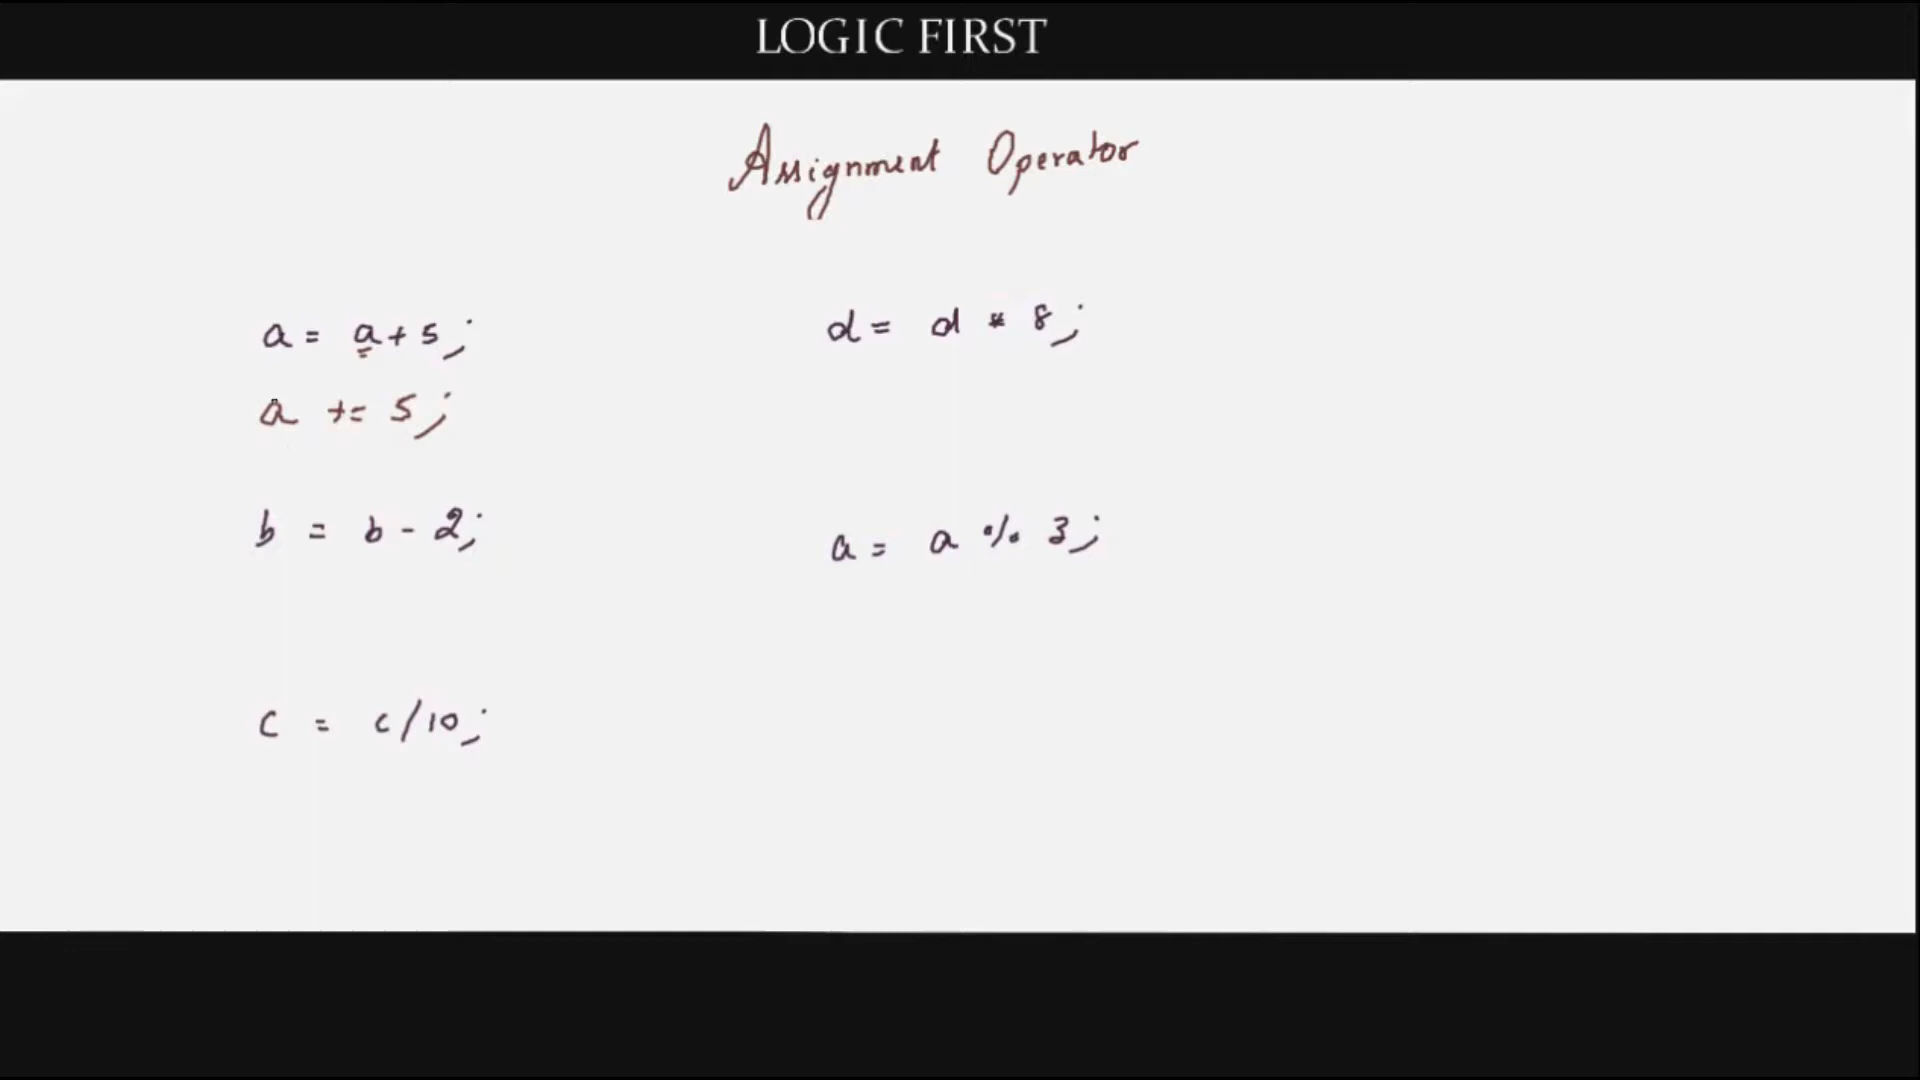 LOGIC FIRST
Assignment Operator
a = a + 5;
a += 5;
b = b - 2;
c = c/10;
d = d * 8;
a = a % 3;